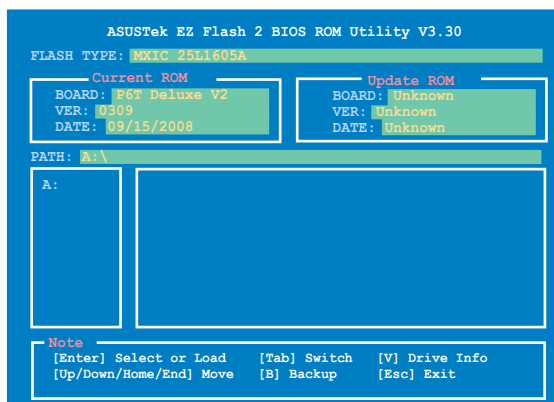 ASUSTek EZ Flash 2 BIOS ROM Utility V3.30
FLASH TYPE: MXIC 25L1605A
Current ROM
BOARD: P6T Deluxe V2
VER: 0309
DATE: 09/15/2008
Update ROM
BOARD: Unknown
VER: Unknown
DATE: Unknown
PATH: A:\
A:
Note
[Enter] Select or Load [Tab] Switch [V] Drive Info
[Up/Down/Home/End] Move [B] Backup [Esc] Exit